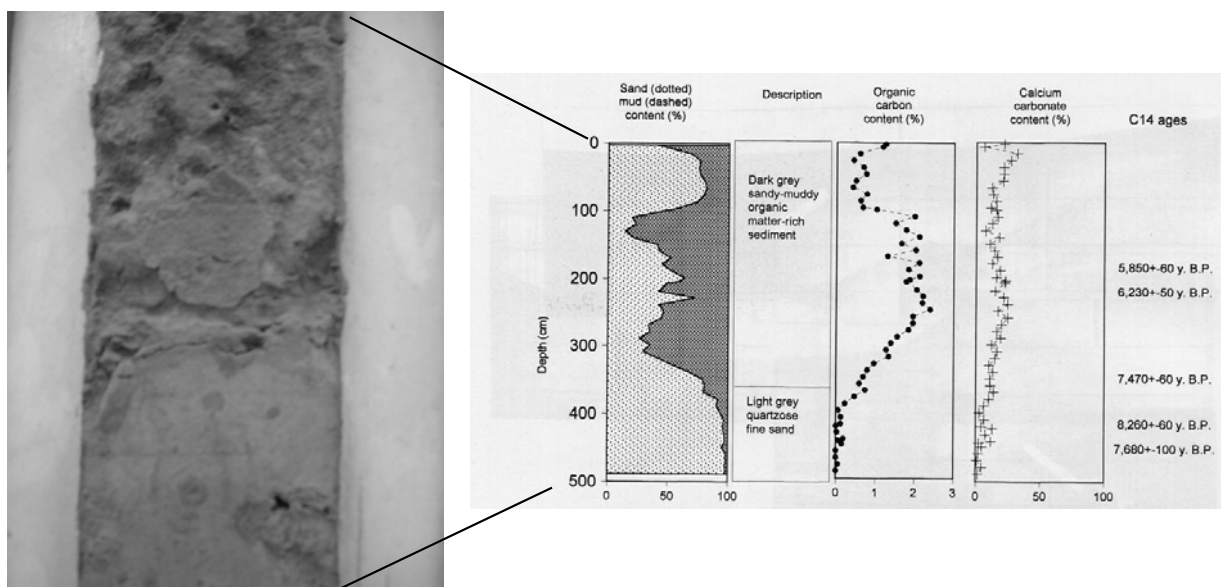 Sand (dotted)
mud (dashed)
content (%)
Description
Organic
carbon
content (%)
Calcium
carbonate
content (%)
C14 ages
0
100
200
300
400
500
Depth (cm)
Dark grey
sandy-muddy
organic
matter-rich
sediment
Light grey
quartzose
fine sand
5,850+-60 y. B.P.
6,230+-50 y. B.P.
7,470+-60 y. B.P.
8,260+-60 y. B.P.
7,680+-100 y. B.P.
0 50 100
0 1 2 3
0 50 100